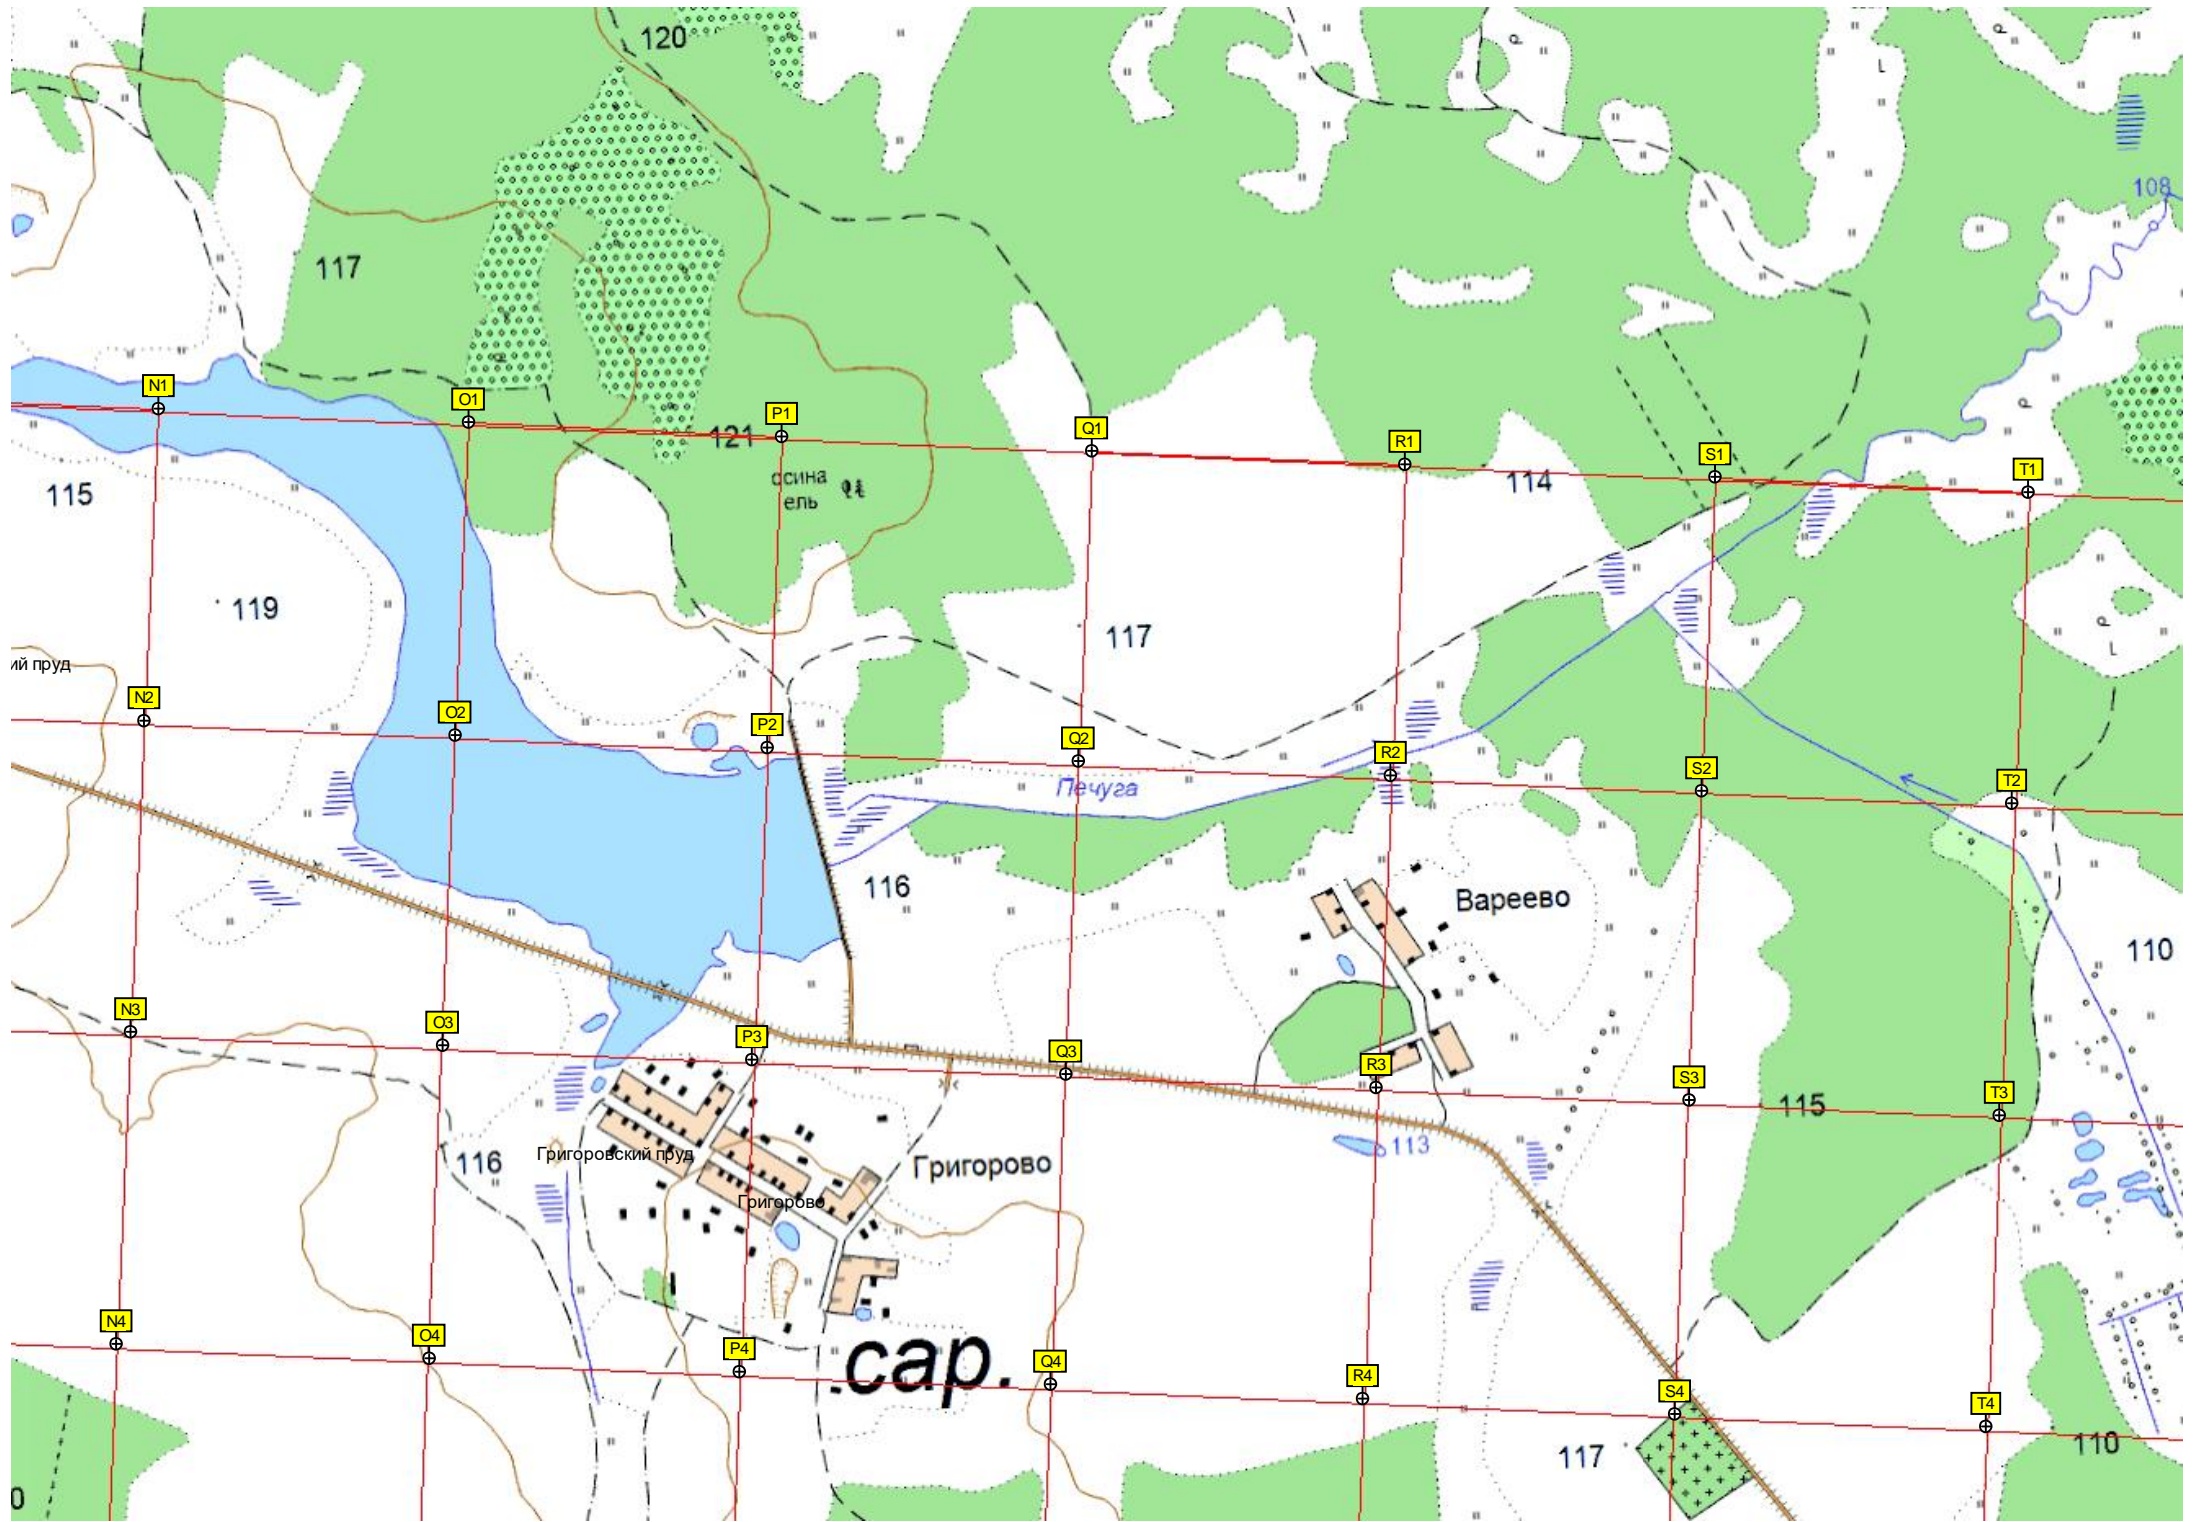 120
108
117
N1
O1
P1
Q1
R1
S1
T1
121
115
114
осина
ель
119
117
ий пруд
N2
O2
P2
Q2
R2
S2
T2
Печуга
116
Вареево
110
N3
O3
P3
Q3
R3
S3
T3
115
113
116
Григоровский пруд
Григорово
Григорово
N4
O4
P4
Q4
R4
S4
T4
.сар.
117
110
0